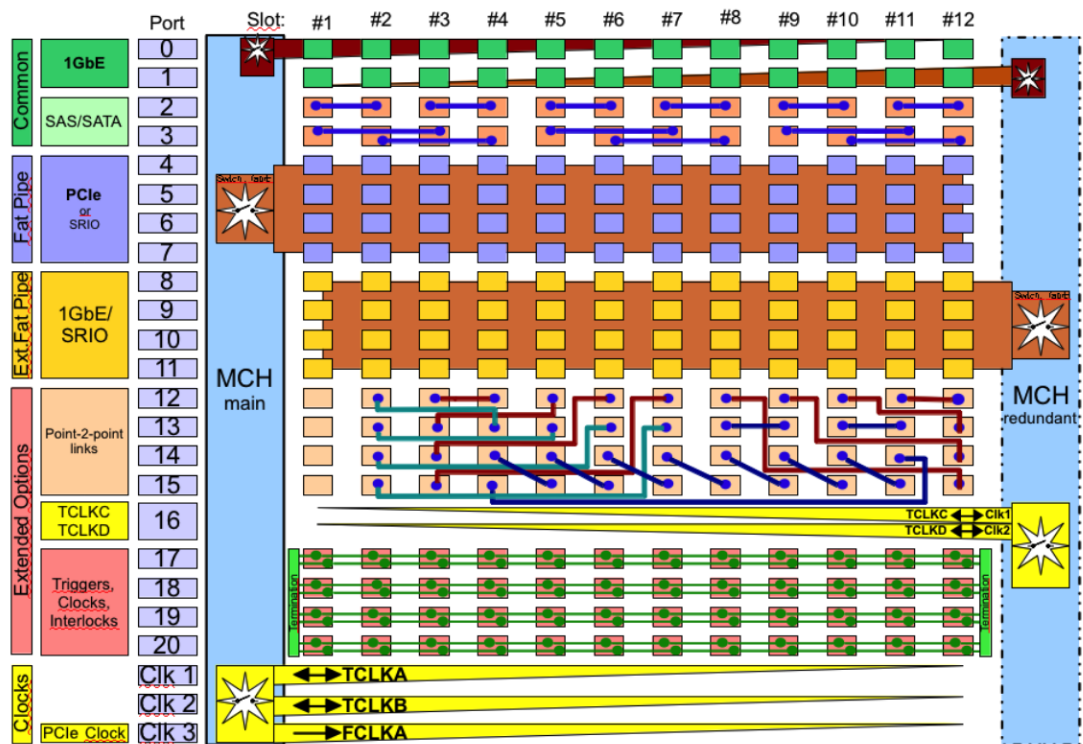 Port
Slot:
#1
#2
#3
#4
#5
#6
#7
#8
#9
#10
#11
#12
Common
1GbE
0
1
SAS/SATA
2
3
Fat Pipe
PCIe
or
SRIO
4
5
6
7
Switch fabric
Ext.Fat Pipe
1GbE/
SRIO
8
9
10
11
Switch fabric
MCH
main
MCH
redundant
Extended Options
Point-2-point
links
12
13
14
15
TCLKC
TCLKD
16
TCLKC
Clk1
TCLKD
Clk2
Triggers,
Clocks,
Interlocks
17
18
19
20
Termination
Termination
Clocks
Clk 1
TCLKA
Clk 2
TCLKB
PCIe Clock
Clk 3
FCLKA